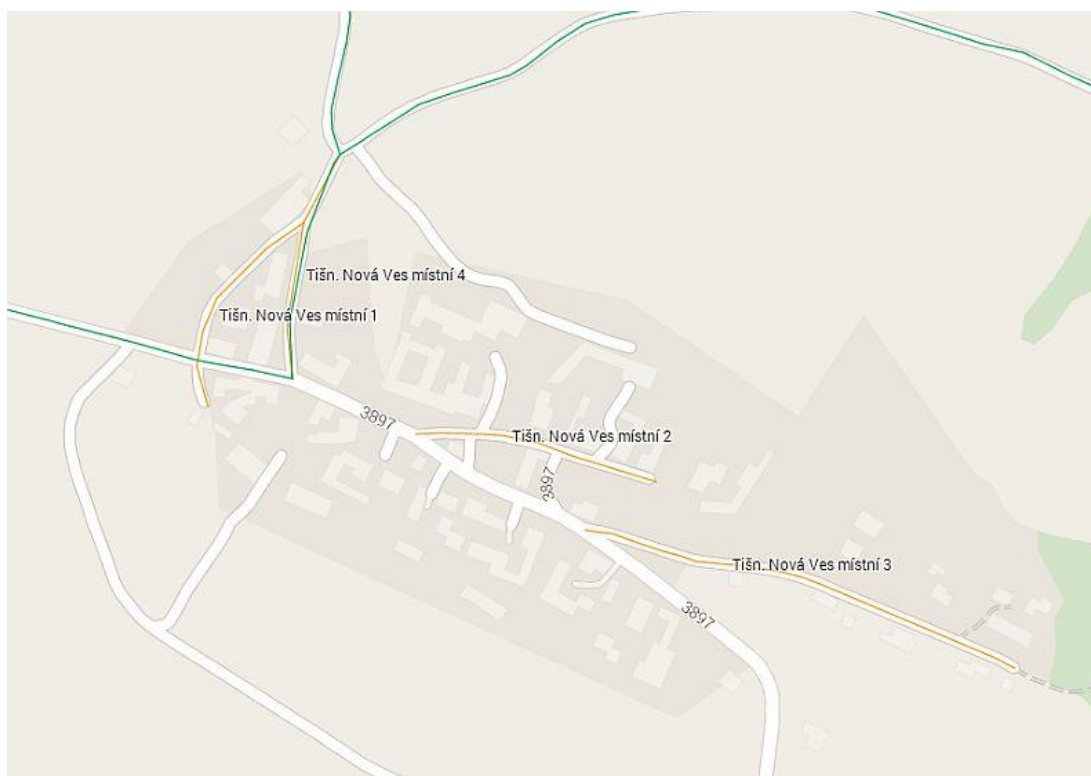 Tišn. Nová Ves místní 4
Tišn. Nová Ves místní 1
3897
Tišn. Nová Ves místní 2
3897
Tišn. Nová Ves místní 3
3897